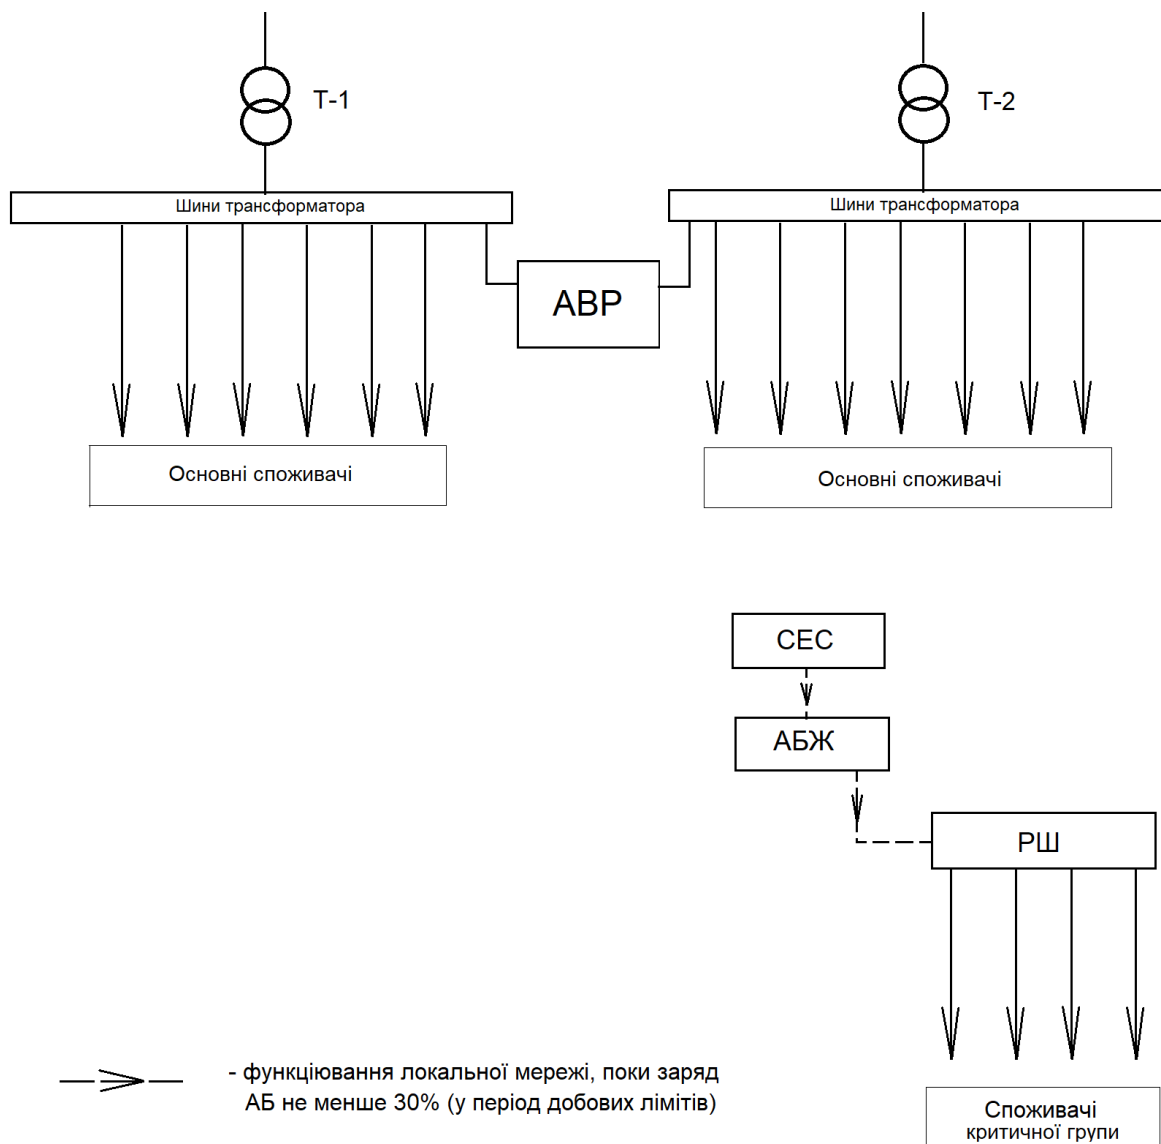 Т-1
Т-2
Шини трансформатора
Шини трансформатора
АВР
Основні споживачі
Основні споживачі
СЕС
АБЖ
РШ
- функціювання локальної мережі, поки заряд
АБ не менше 30% (у період добових лімітів)
Споживачі
критичної групи